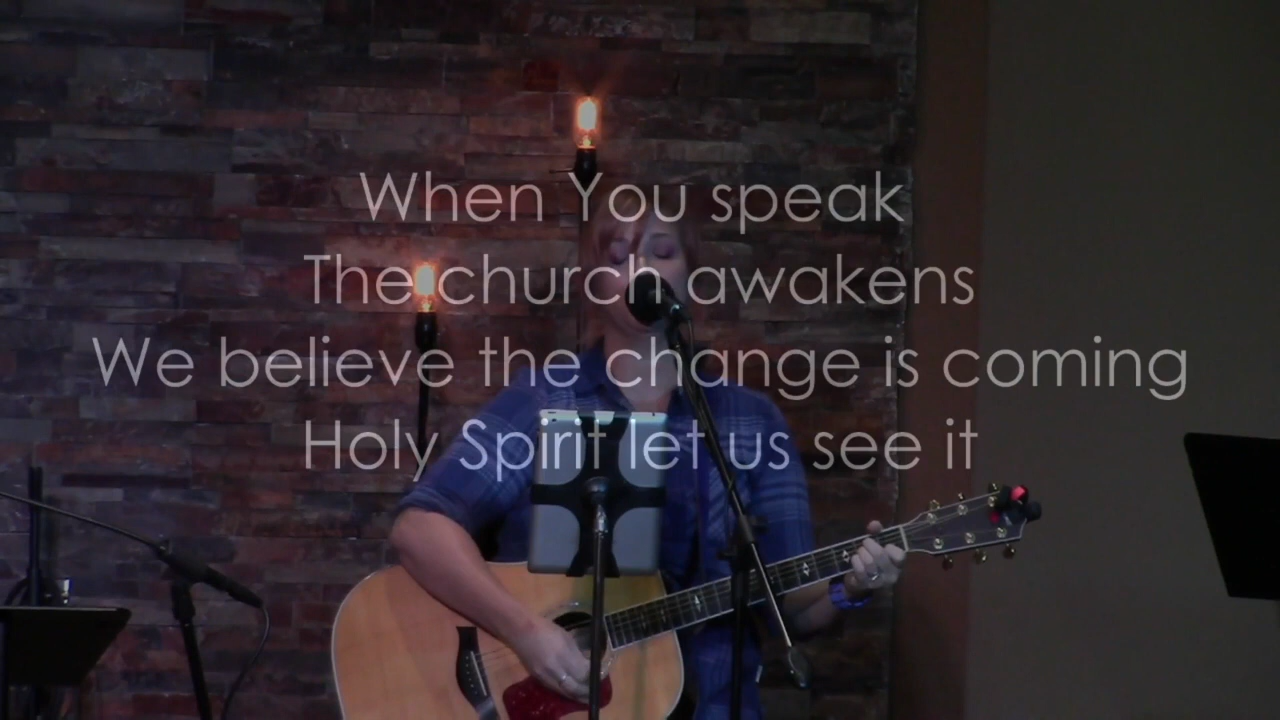 When You speak
The church awakens
We believe the change is coming
Holy Spirit let us see it